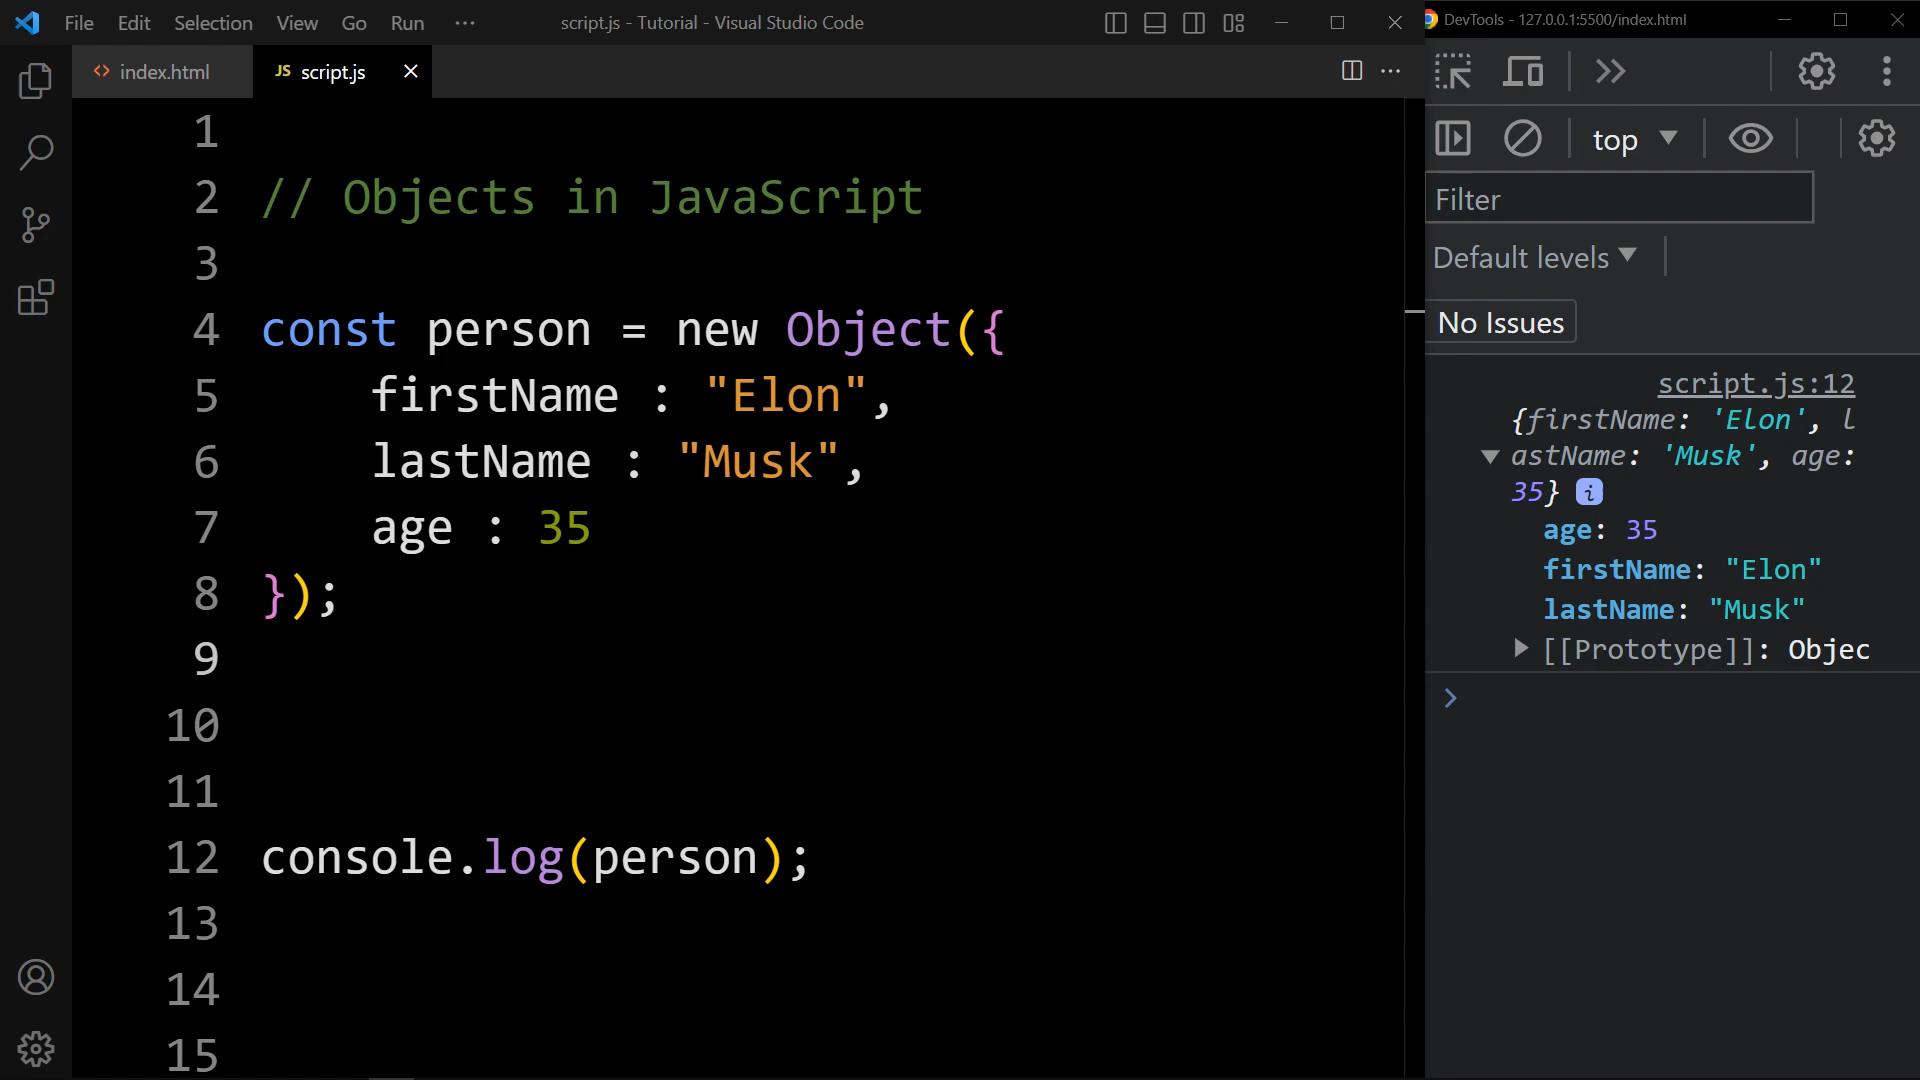 File Edit Selection View Go Run ··· script.js - Tutorial - Visual Studio Code
index.html JS script.js
1
2 // Objects in JavaScript
3
4 const person = new Object({
5 firstName : "Elon",
6 lastName : "Musk",
7 age : 35
8 });
9
10
11
12 console.log(person);
13
14
15
DevTools - 127.0.0.1:5500/index.html
top
Filter
Default levels
No Issues
script.js:12
{firstName: 'Elon', l
astName: 'Musk', age:
35} i
age: 35
firstName: "Elon"
lastName: "Musk"
[[Prototype]]: Objec